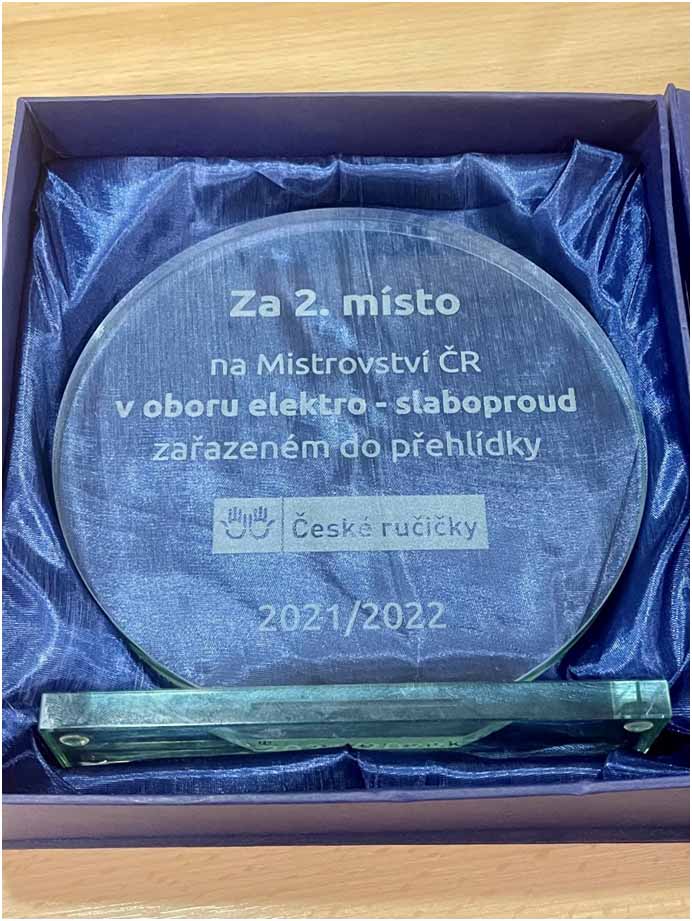 Za 2. místo
na Mistrovství ČR
v oboru elektro - slaboproud
zařazeném do přehlídky
České ručičky
2021/2022